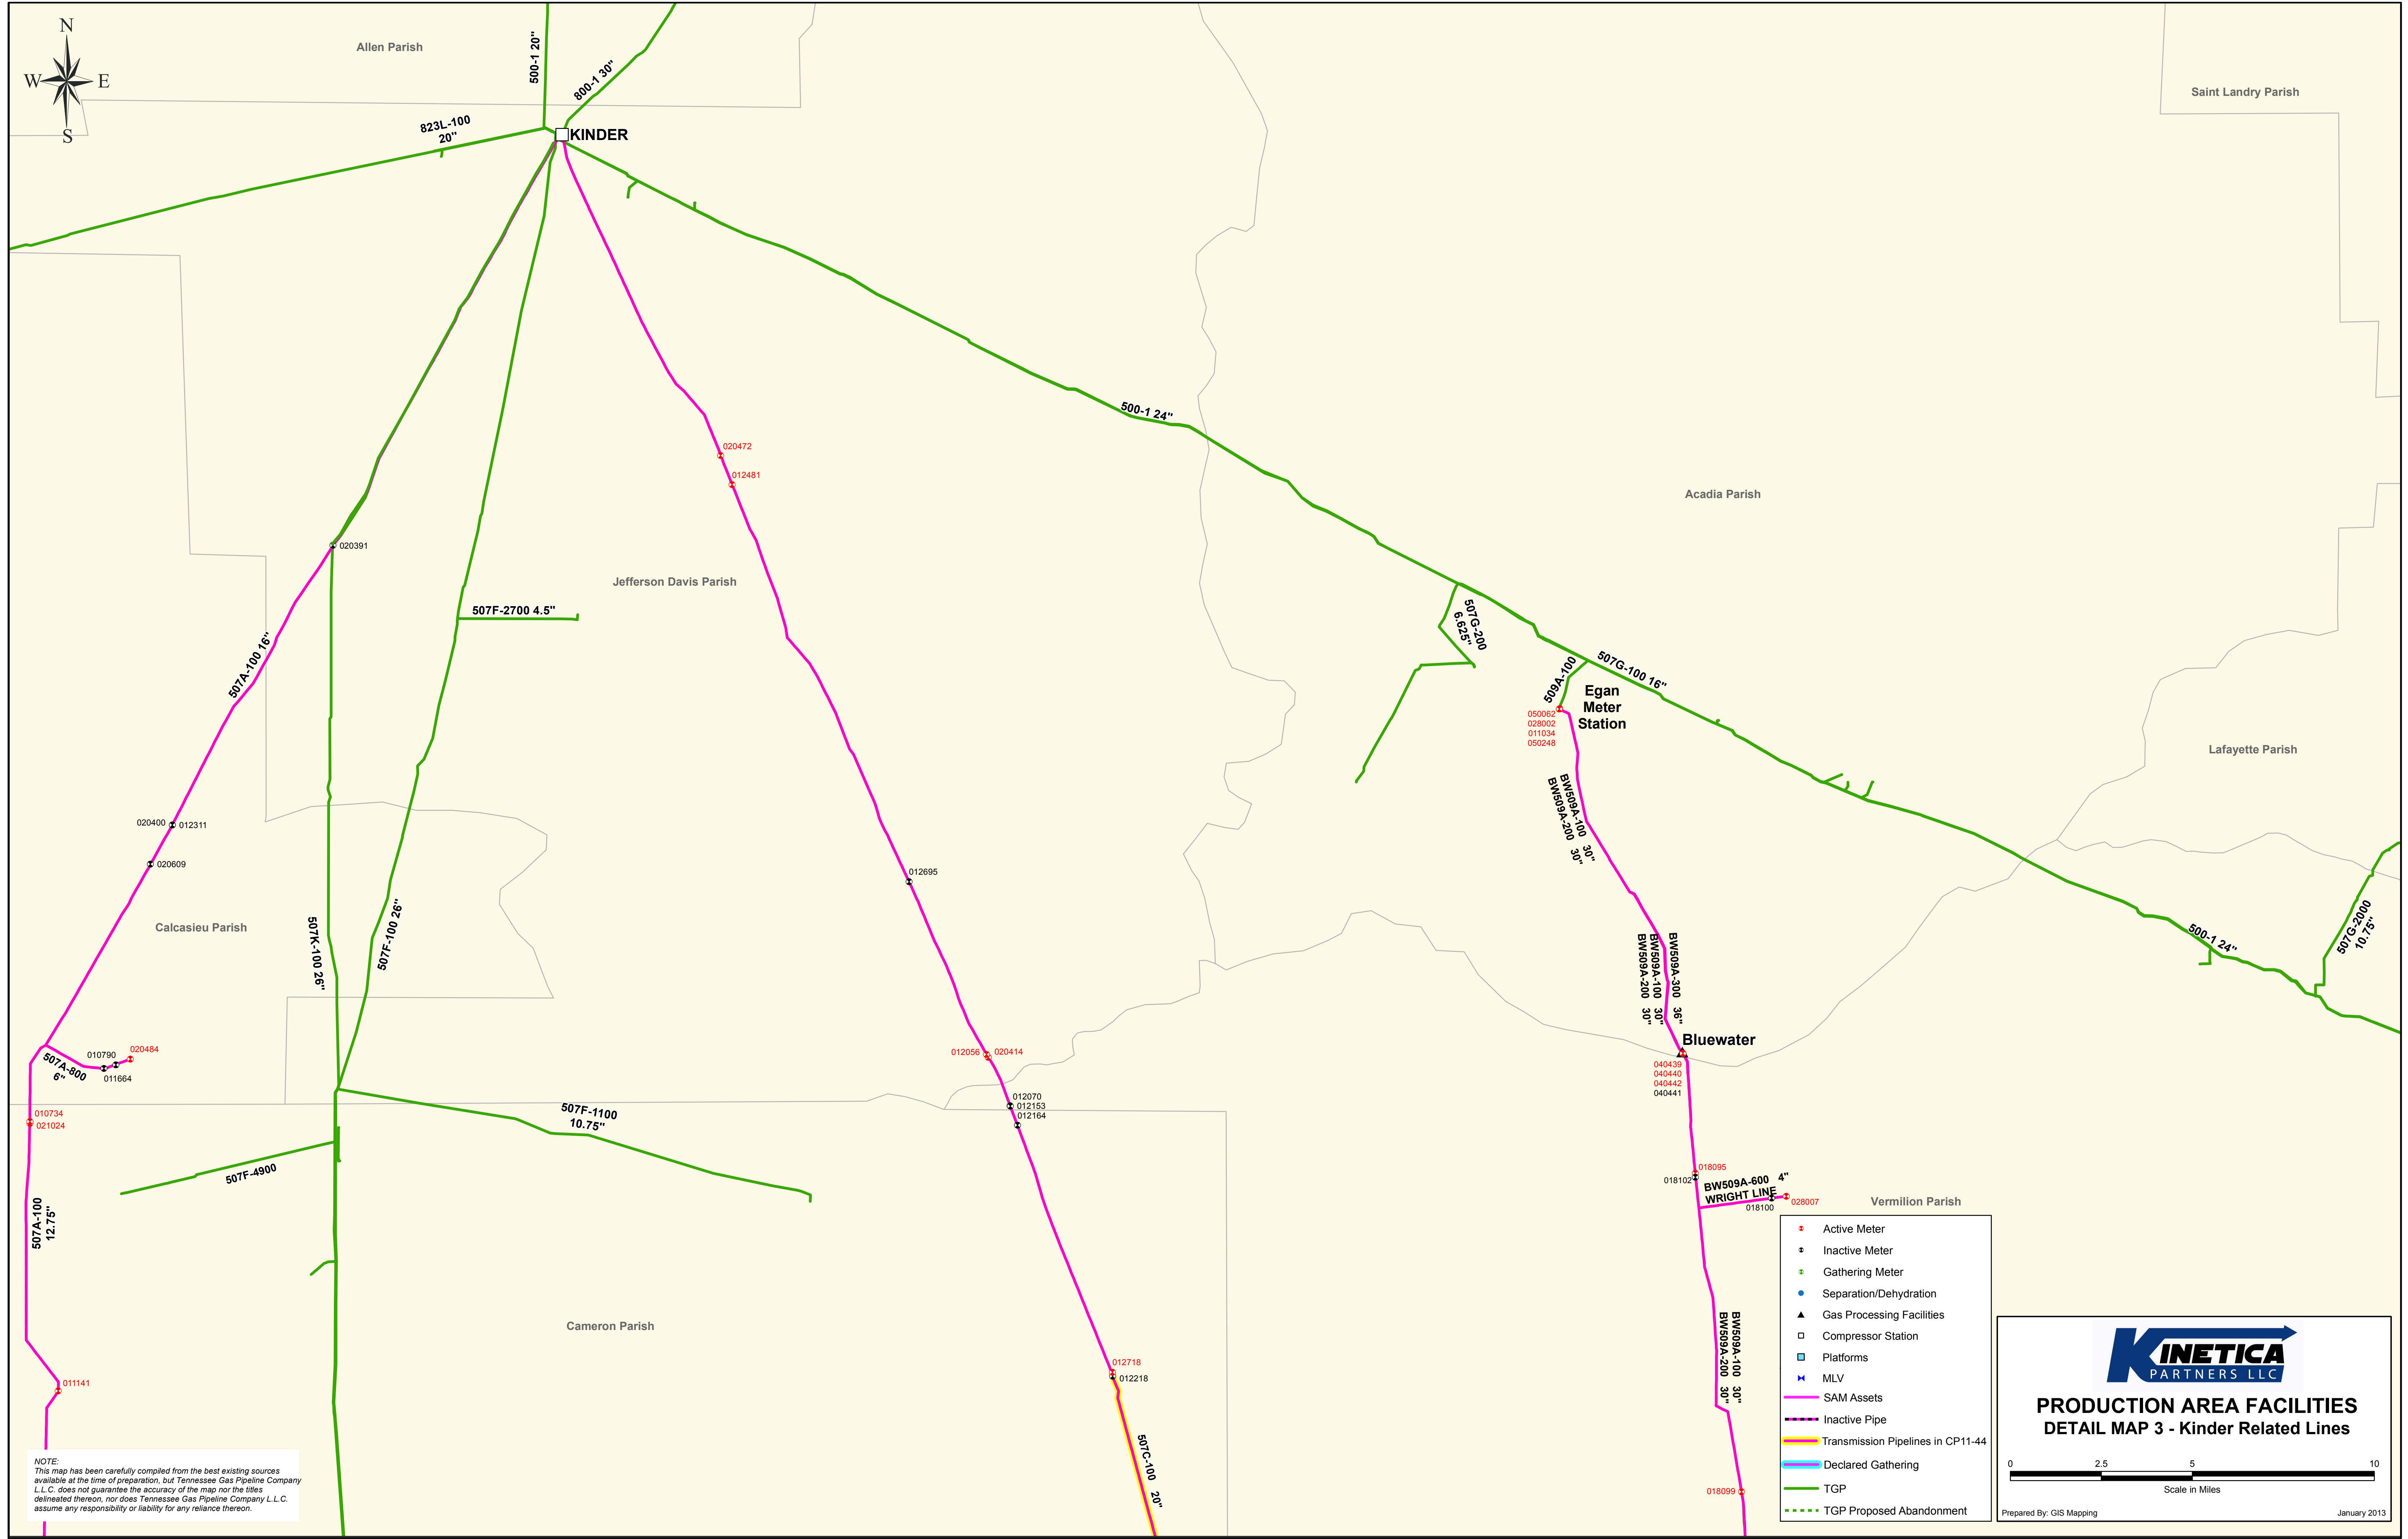 N
W E
S
Allen Parish
500-1 20"
800-1 30"
Saint Landry Parish
823L-100
20"
KINDER
500-1 24"
020472
012481
Acadia Parish
020391
Jefferson Davis Parish
507F-2700 4.5"
507G-200
6.625"
507A-100 16"
509A-100
507G-100 16"
Egan
Meter
Station
050062
028002
011034
050248
Lafayette Parish
BW509A-100 30"
BW509A-200 30"
020400
012311
020609
012695
Calcasieu Parish
507K-100 26"
507F-100 26"
BW509A-300 36"
BW509A-100 30"
BW509A-200 30"
500-1 24"
507G-2000
10.75"
Bluewater
010790
020484
011664
507A-800
6"
012056
020414
040439
040440
040442
040441
010734
021024
507F-1100
10.75"
012070
012153
012164
507F-4900
018095
018102
BW509A-600 4"
WRIGHT LINE
018100
028007
Vermilion Parish
507A-100
12.75"
Cameron Parish
012718
012218
BW509A-100 30"
BW509A-200 30"
011141
507C-100 20"
018099
Active Meter
Inactive Meter
Gathering Meter
Separation/Dehydration
Gas Processing Facilities
Compressor Station
Platforms
MLV
SAM Assets
Inactive Pipe
Transmission Pipelines in CP11-44
Declared Gathering
TGP
TGP Proposed Abandonment
KINETICA
PARTNERS LLC
PRODUCTION AREA FACILITIES
DETAIL MAP 3 - Kinder Related Lines
0 2.5 5 10
Scale in Miles
Prepared By: GIS Mapping
January 2013
NOTE:
This map has been carefully compiled from the best existing sources
available at the time of preparation, but Tennessee Gas Pipeline Company
L.L.C. does not guarantee the accuracy of the map nor the titles
delineated thereon, nor does Tennessee Gas Pipeline Company L.L.C.
assume any responsibility or liability for any reliance thereon.